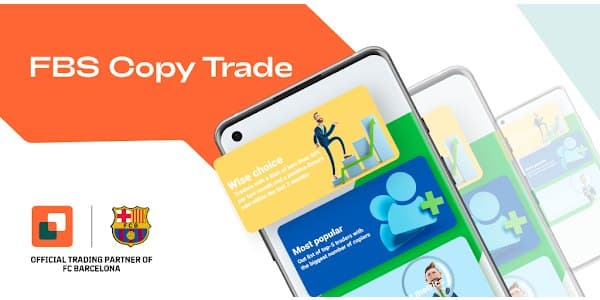 FBS Copy Trade
Wise choice
Most popular
Our list of top-5 traders with
the biggest number of copiers
OFFICIAL TRADING PARTNER OF
FC BARCELONA